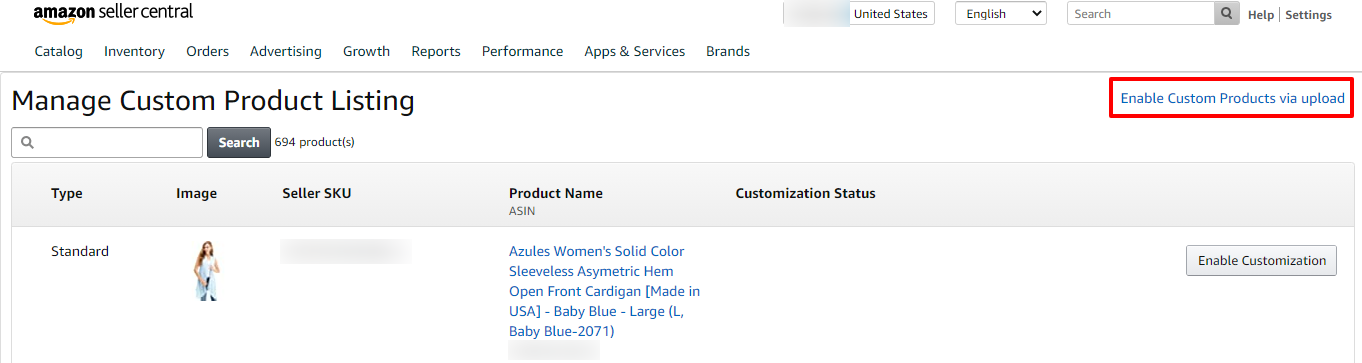 amazon seller central
United States
English
Search
Help | Settings
Catalog Inventory Orders Advertising Growth Reports Performance Apps & Services Brands
Manage Custom Product Listing
Enable Custom Products via upload
Search
694 product(s)
Type Image Seller SKU Product Name Customization Status
ASIN
Standard
Azules Women's Solid Color
Sleeveless Asymetric Hem
Open Front Cardigan [Made in
USA] - Baby Blue - Large (L,
Baby Blue-2071)
Enable Customization